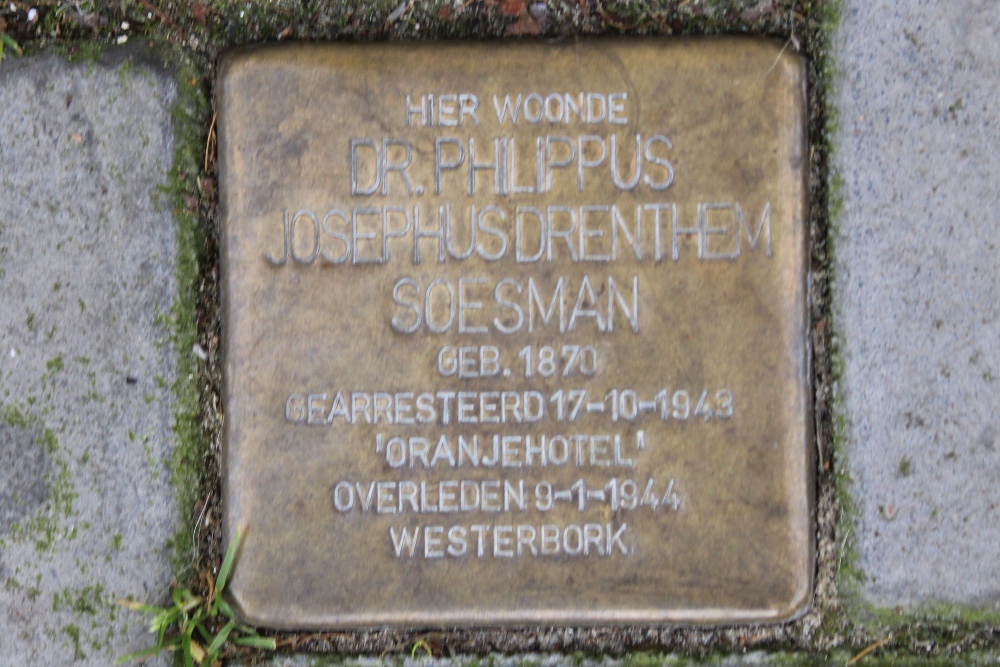 HIER WOONDE
DR. PHILIPPUS
JOSEPHUS DRENTHEM
SOESMAN
GEB. 1870
GEARRESTEERD 17-10-1943
'ORANJEHOTEL'
OVERLEDEN 9-1-1944
WESTERBORK